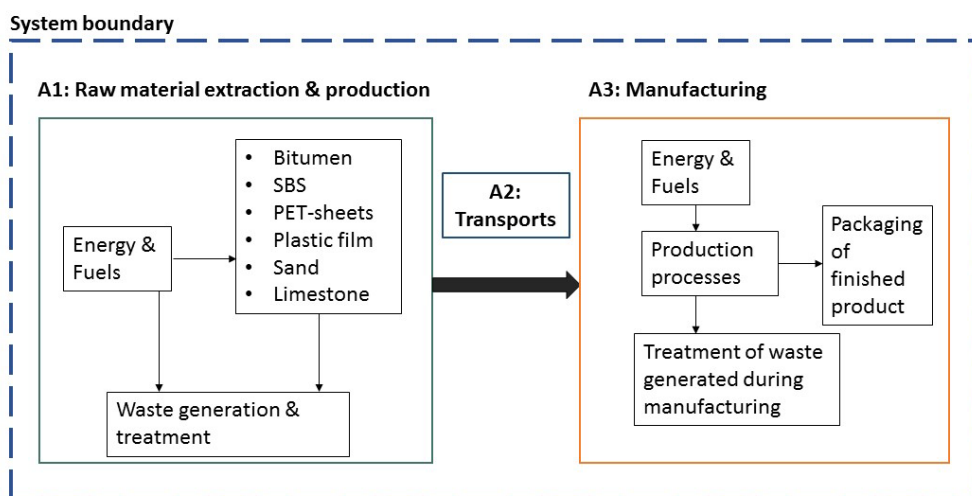 System boundary
A1: Raw material extraction & production
Energy &
Fuels
• Bitumen
• SBS
• PET-sheets
• Plastic film
• Sand
• Limestone
Waste generation &
treatment
A2:
Transports
A3: Manufacturing
Energy &
Fuels
Production
processes
Packaging
of
finished
product
Treatment of waste
generated during
manufacturing